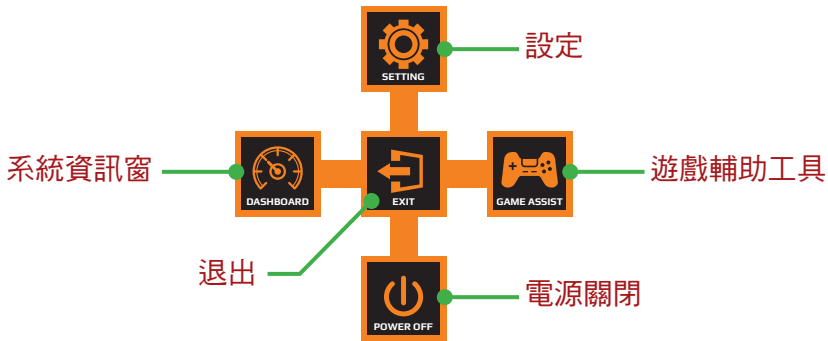 SETTING
設定
系統資訊窗
DASHBOARD
EXIT
GAME ASSIST
遊戲輔助工具
退出
POWER OFF
電源關閉